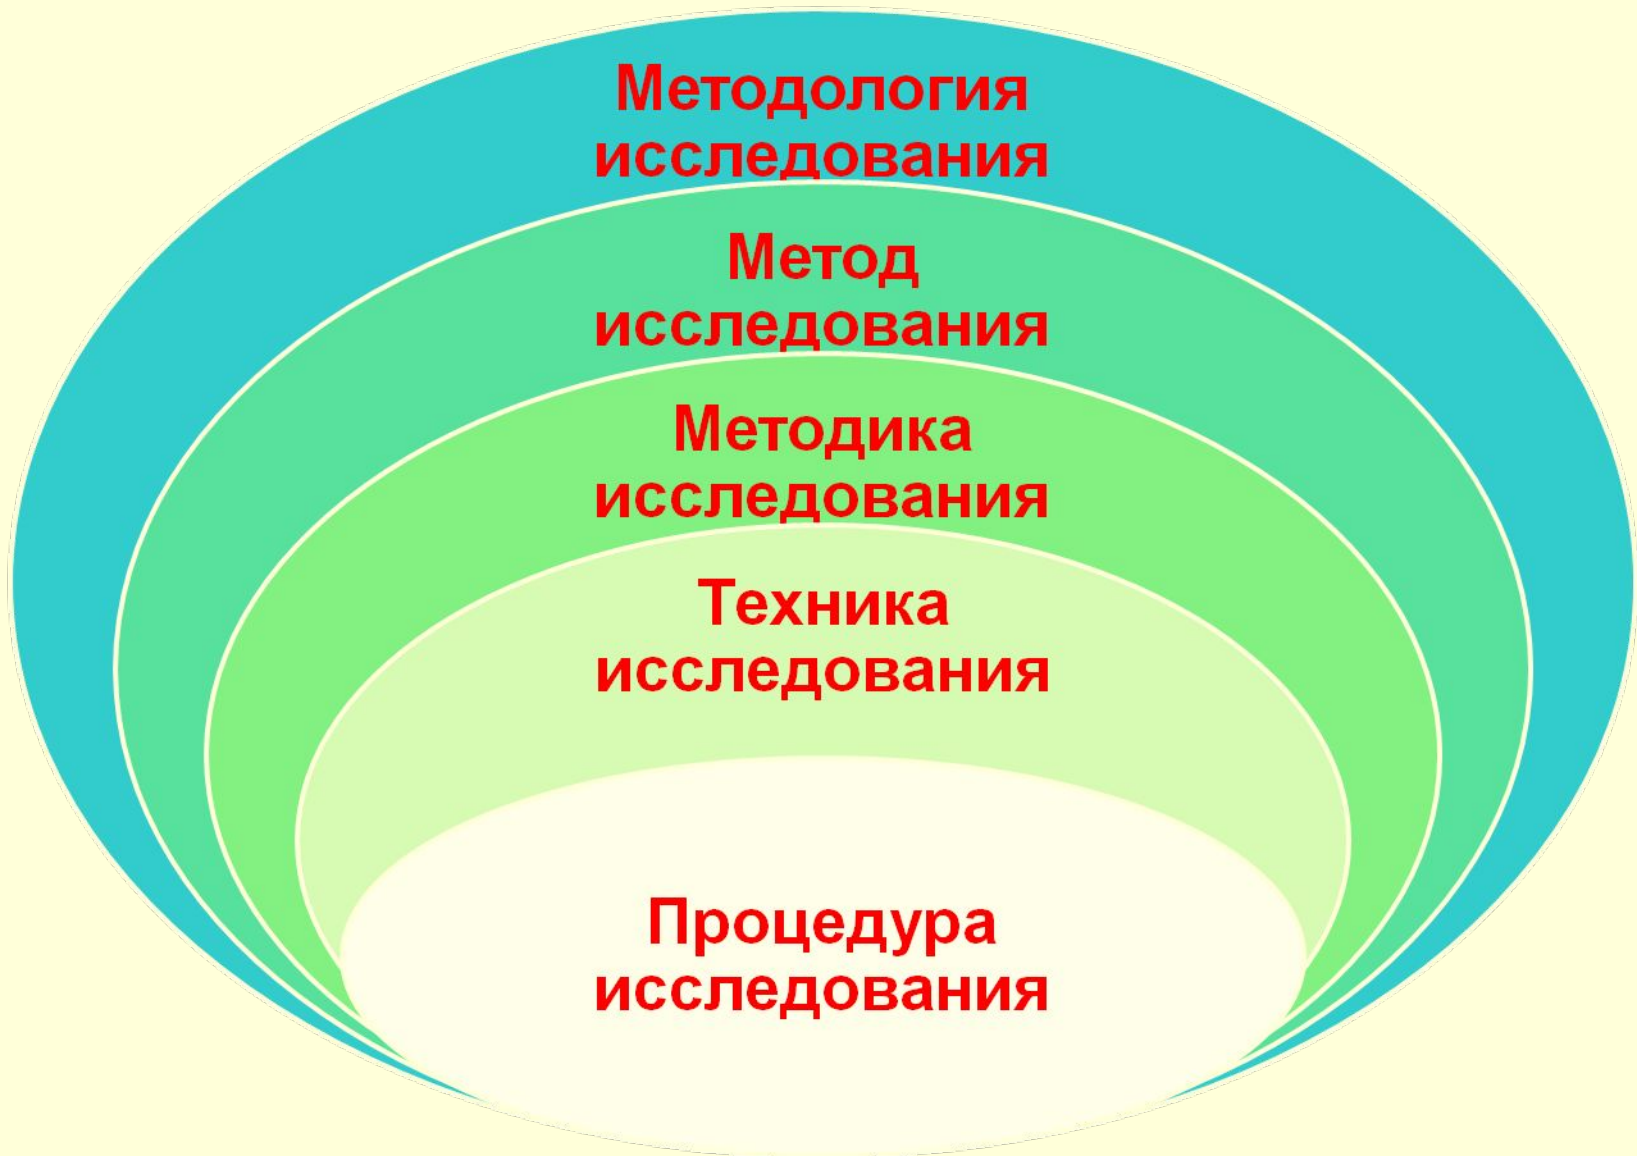 Методология
исследования
Метод
исследования
Методика
исследования
Техника
исследования
Процедура
исследования